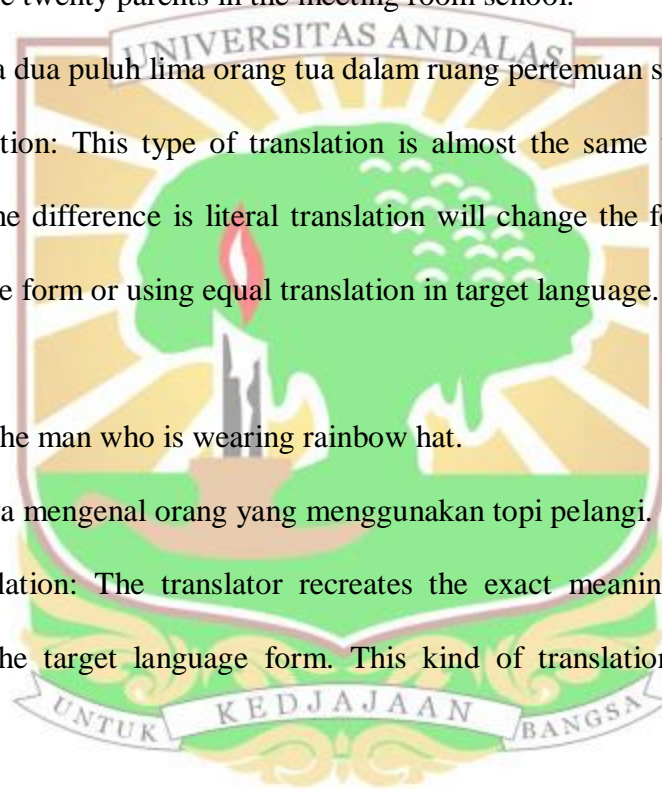 e twenty parents in the meeting room school.
UNIVERSITAS ANDALAS
a dua puluh lima orang tua dalam ruang pertemuan s
tion: This type of translation is almost the same
he difference is literal translation will change the fo
e form or using equal translation in target language.
he man who is wearing rainbow hat.
a mengenal orang yang menggunakan topi pelangi.
lation: The translator recreates the exact meanin
he target language form. This kind of translation
UNTUK KEDJAJAAN BANGSA